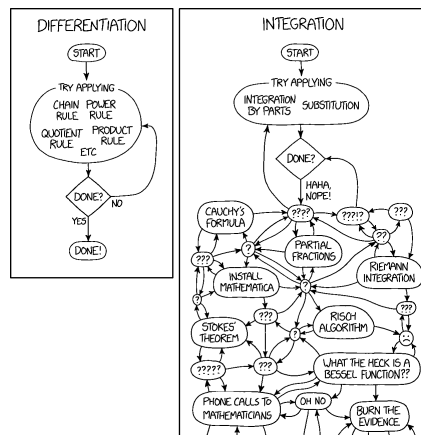 DIFFERENTIATION
START
TRY APPLYING
CHAIN RULE
POWER RULE
QUOTIENT RULE
PRODUCT RULE
ETC
DONE?
NO
YES
DONE!
INTEGRATION
START
TRY APPLYING
INTEGRATION BY PARTS
SUBSTITUTION
DONE?
HAHA,
NOPE!
CAUCHY'S
FORMULA
????
???!?
???
??
???
?
PARTIAL
FRACTIONS
RIEMANN
INTEGRATION
INSTALL
MATHEMATICA
?
?
STOKES'
THEOREM
???
?
RISCH
ALGORITHM
???
?????
???
WHAT THE HECK IS A
BESSEL FUNCTION??
PHONE CALLS TO
MATHEMATICIANS
OH NO
BURN THE
EVIDENCE